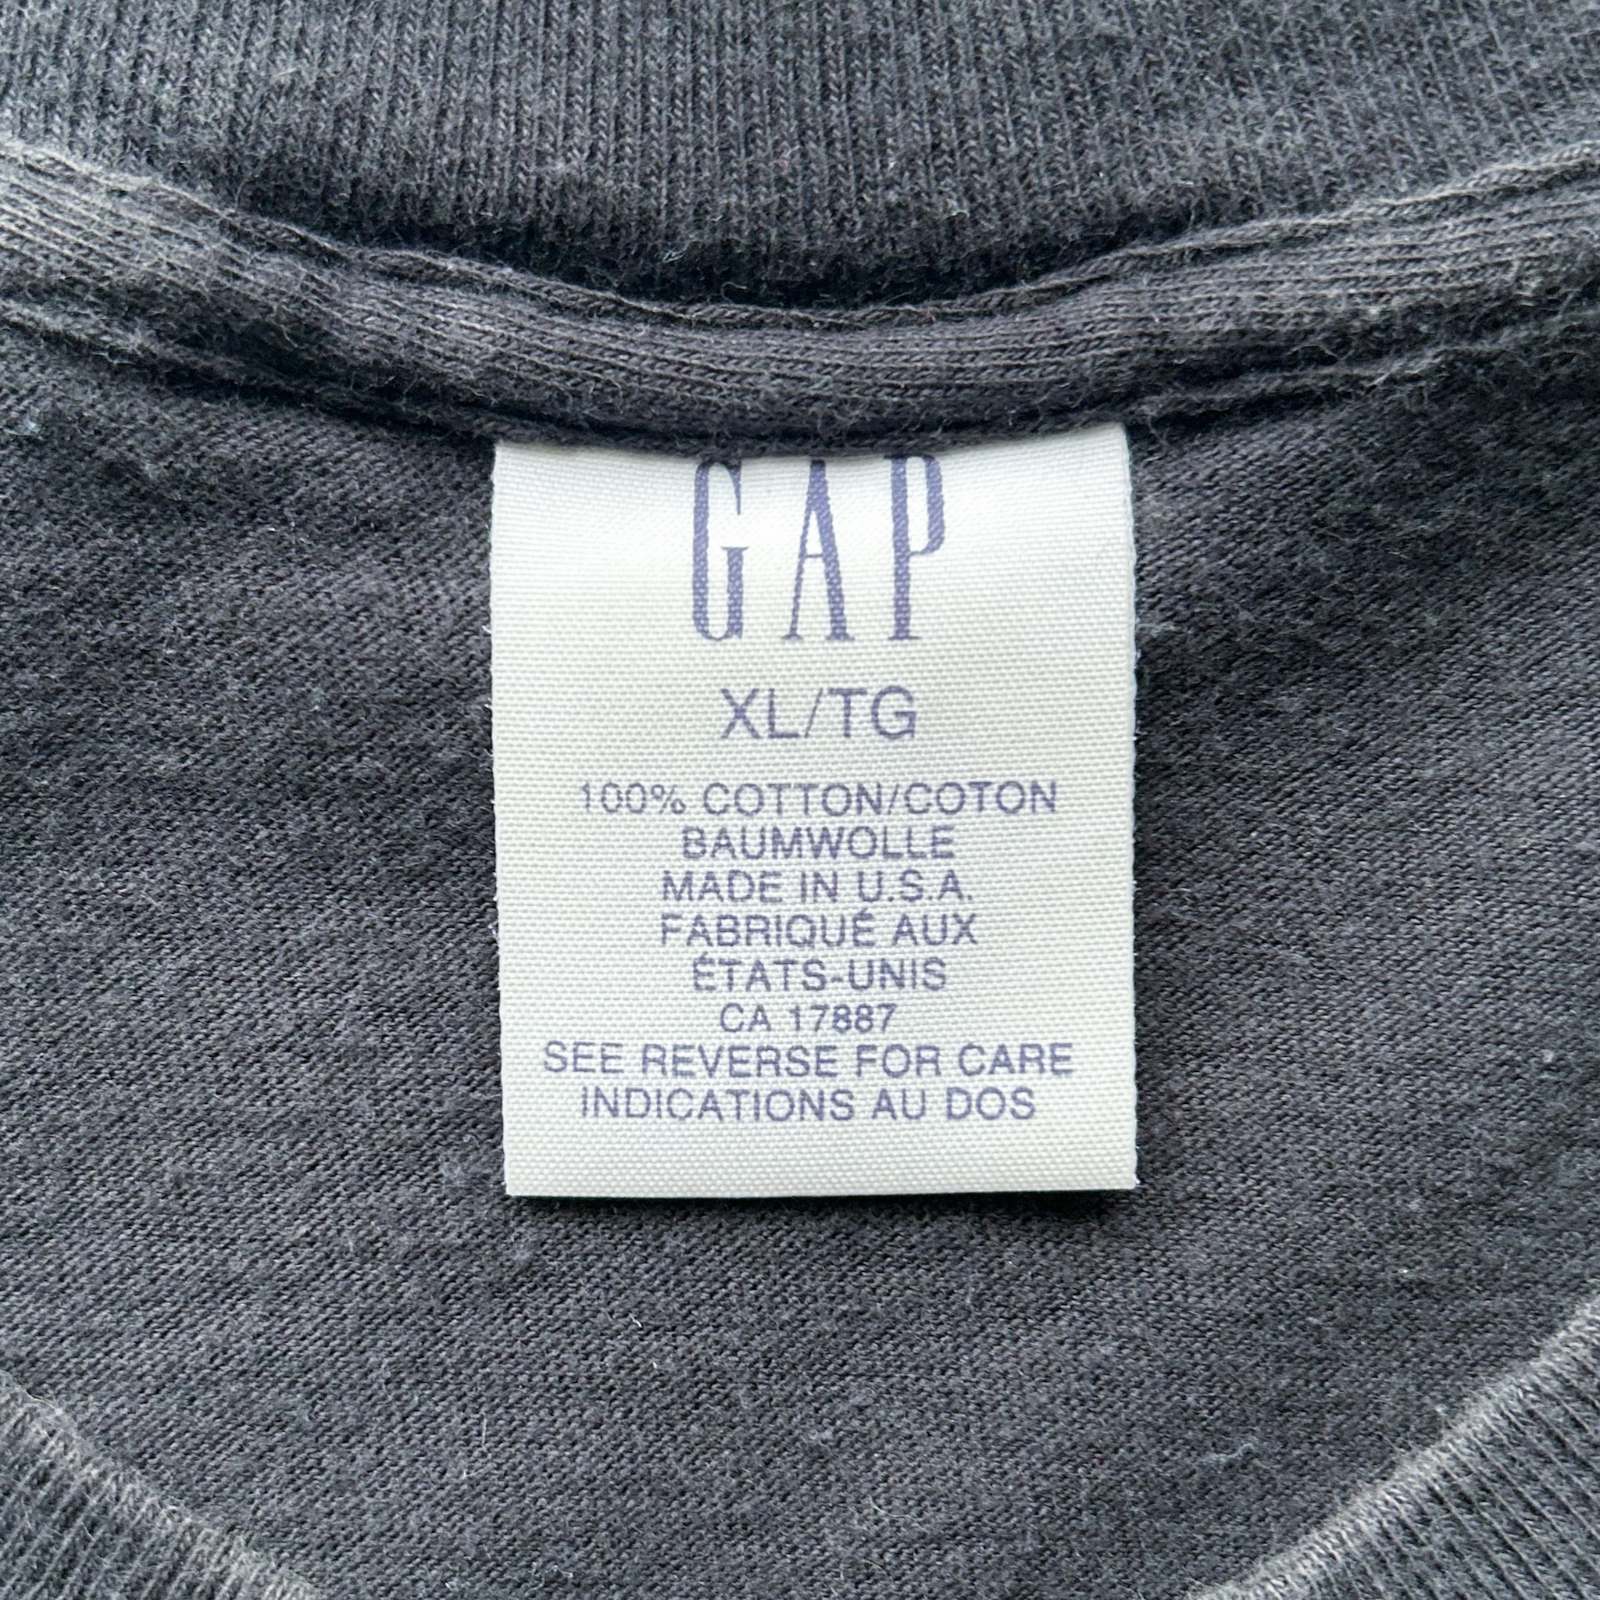 GAP
XL/TG
100% COTTON/COTON
BAUMWOLLE
MADE IN U.S.A.
FABRIQUÉ AUX
ÉTATS-UNIS
CA 17887
SEE REVERSE FOR CARE
INDICATIONS AU DOS